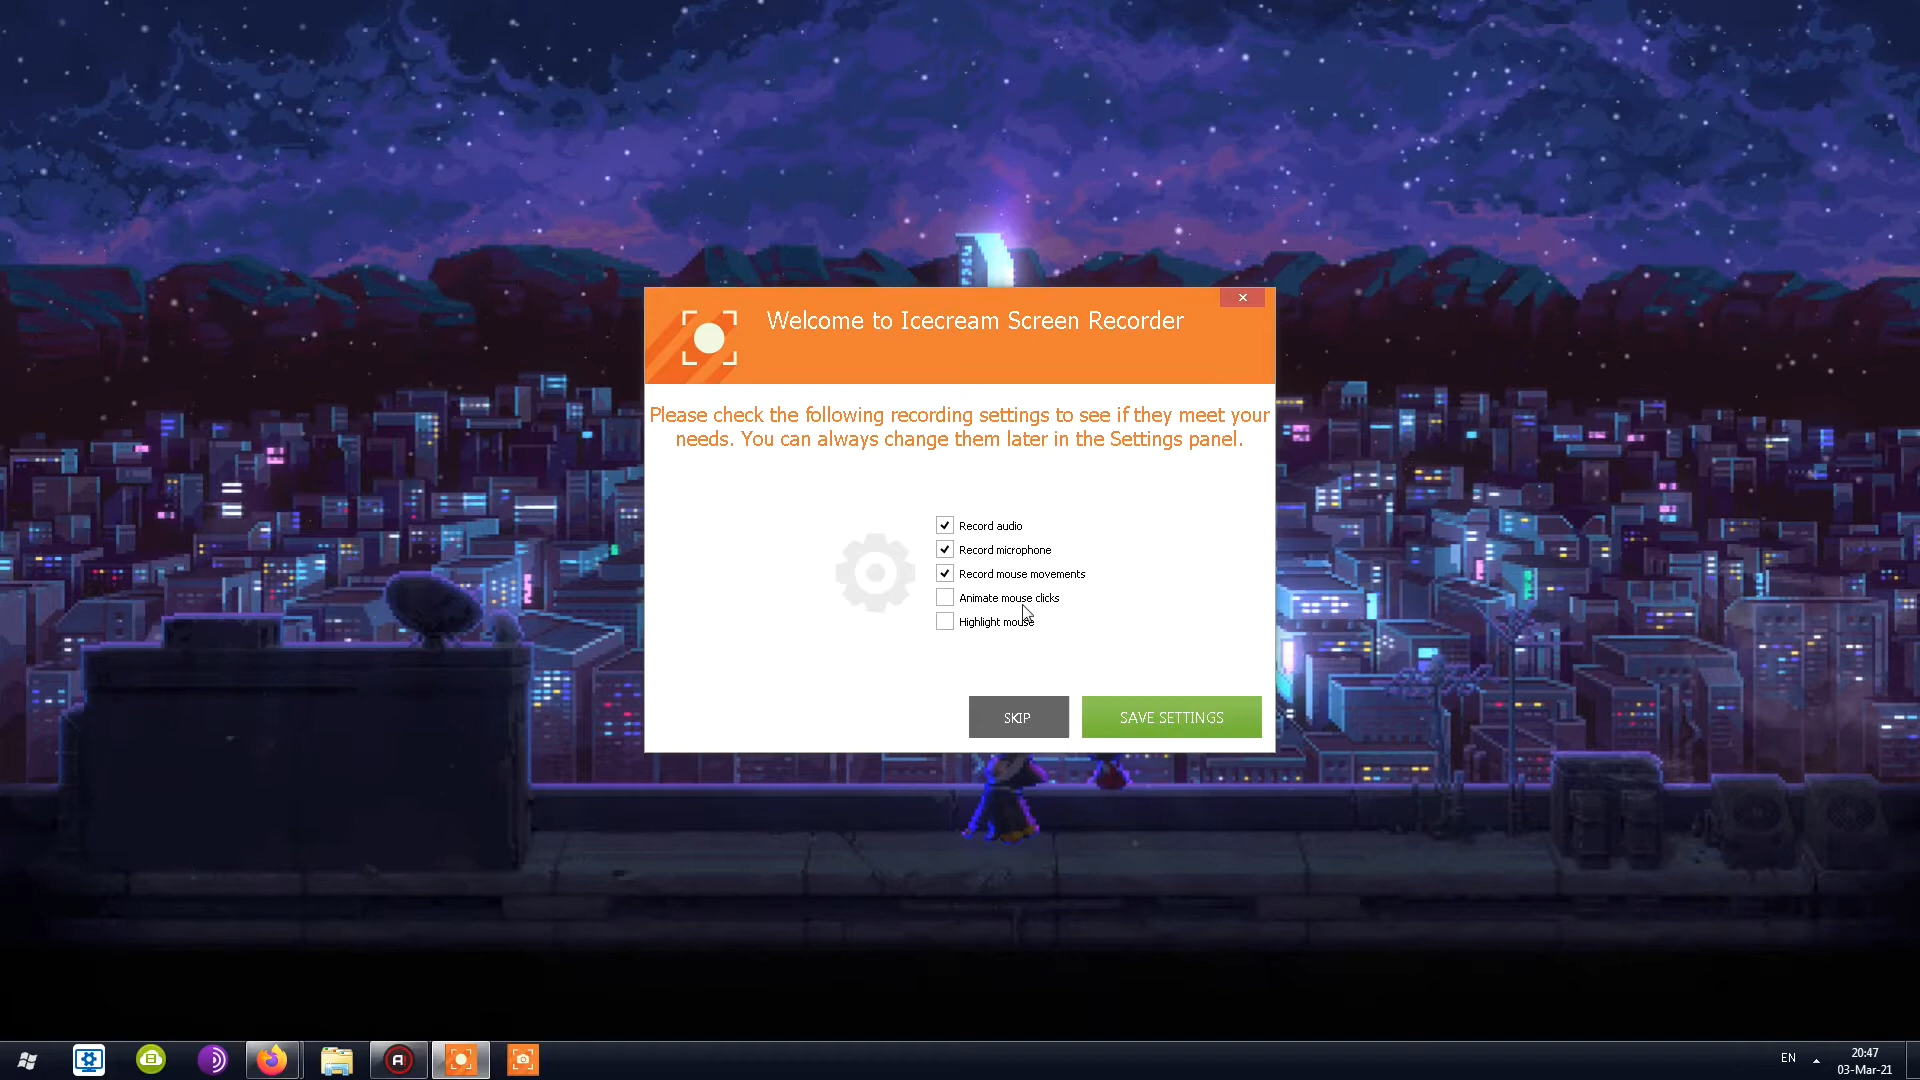 Welcome to Icecream Screen Recorder
Please check the following recording settings to see if they meet your
needs. You can always change them later in the Settings panel.
Record audio
Record microphone
Record mouse movements
Animate mouse clicks
Highlight mouse
SKIP
SAVE SETTINGS
EN
20:47
03-Mar-21